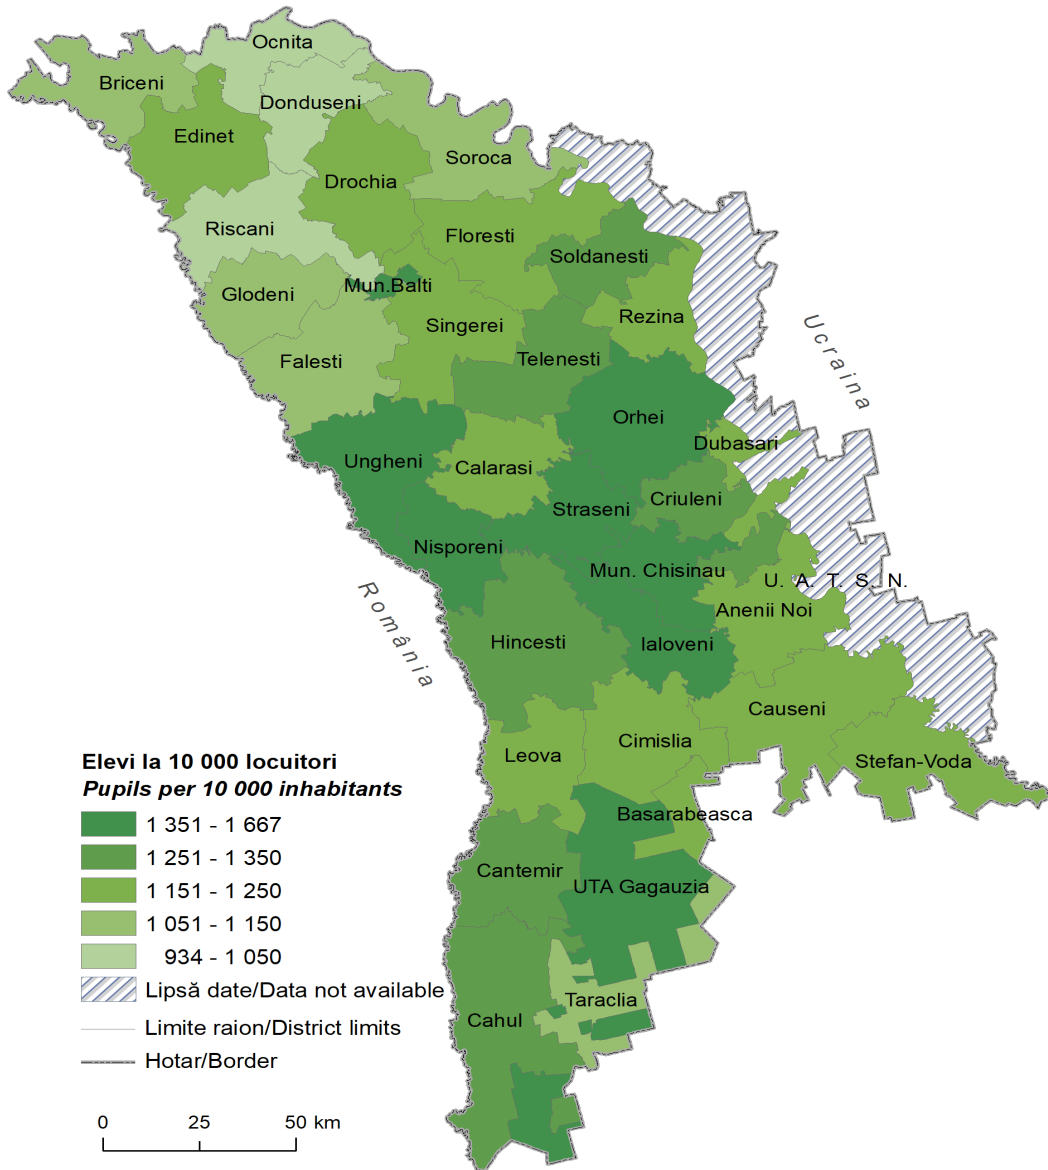 Ocnita
Briceni
Donduseni
Edinet
Soroca
Drochia
Riscani
Floresti
Soldanesti
Mun.Balti
Glodeni
Rezina
Singerei
Ucraina
Telenesti
Falesti
Orhei
Dubasari
Ungheni
Calarasi
Criuleni
Straseni
Nisporeni
Mun. Chisinau
U. A. T. S. N.
Anenii Noi
România
Hincesti
Ialoveni
Causeni
Cimislia
Leova
Stefan-Voda
Basarabeasca
Cantemir
UTA Gagauzia
Taraclia
Cahul
Elevi la 10 000 locuitori
Pupils per 10 000 inhabitants
1 351 - 1 667
1 251 - 1 350
1 151 - 1 250
1 051 - 1 150
934 - 1 050
Lipsă date/Data not available
Limite raion/District limits
Hotar/Border
0 25 50 km